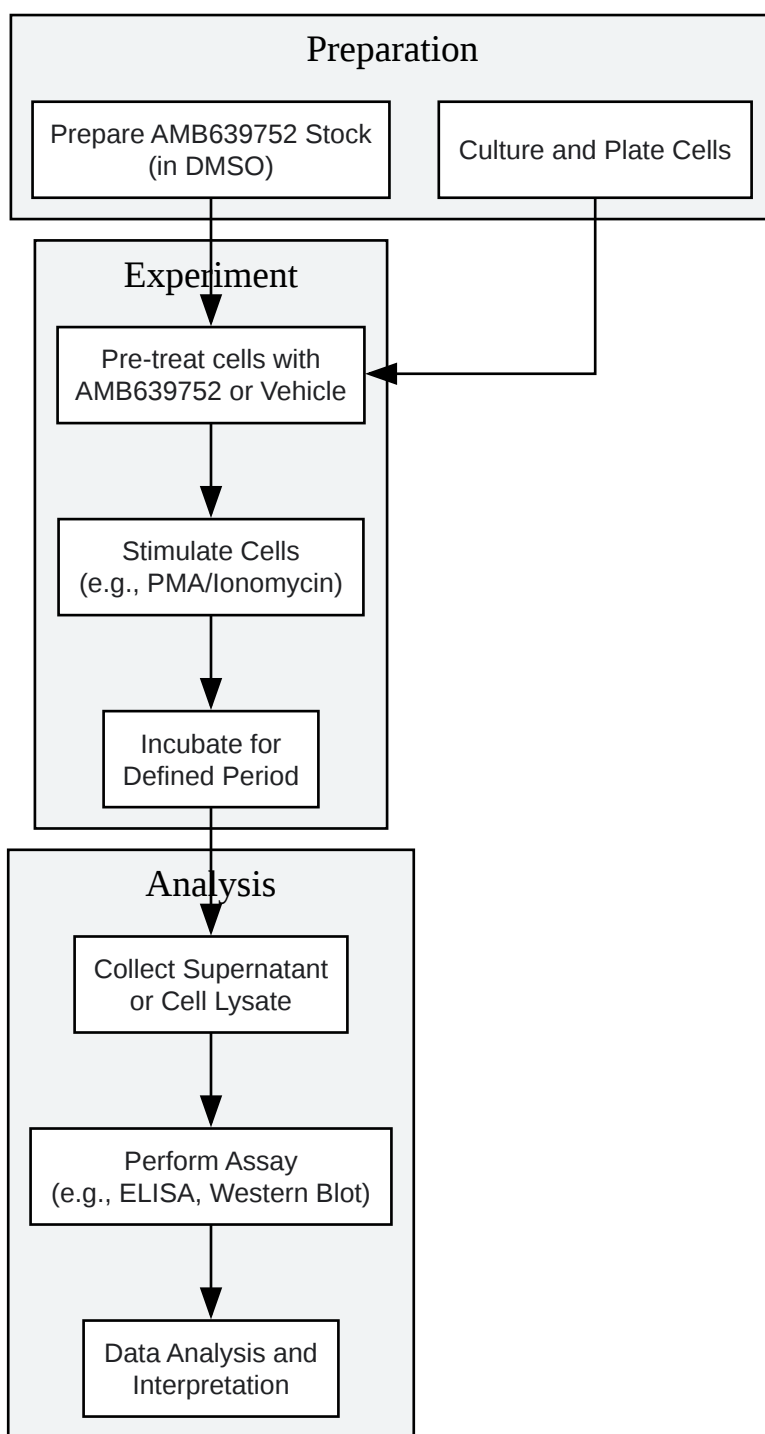 Preparation
Prepare AMB639752 Stock
(in DMSO)
Culture and Plate Cells
Experiment
Pre-treat cells with
AMB639752 or Vehicle
Stimulate Cells
(e.g., PMA/Ionomycin)
Incubate for
Defined Period
Analysis
Collect Supernatant
or Cell Lysate
Perform Assay
(e.g., ELISA, Western Blot)
Data Analysis and
Interpretation